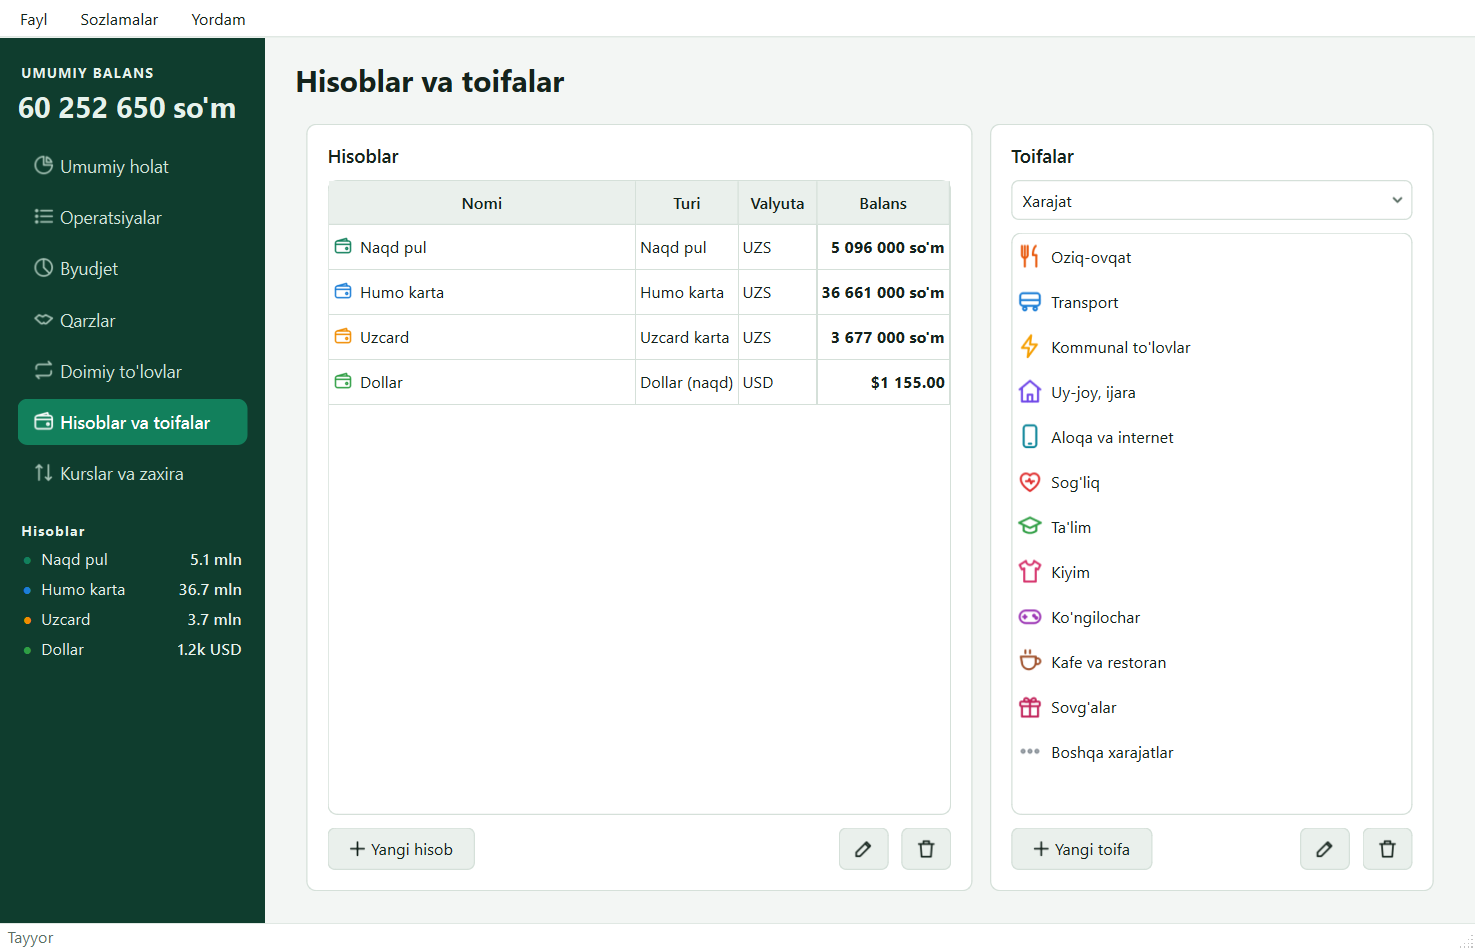 Fayl Sozlamalar Yordam
UMUMIY BALANS
60 252 650 so'm
Umumiy holat
Operatsiyalar
Byudjet
Qarzlar
Doimiy to'lovlar
Hisoblar va toifalar
Kurslar va zaxira
Hisoblar
Naqd pul 5.1 mln
Humo karta 36.7 mln
Uzcard 3.7 mln
Dollar 1.2k USD
Hisoblar va toifalar
Hisoblar
Nomi Turi Valyuta Balans
Naqd pul Naqd pul UZS 5 096 000 so'm
Humo karta Humo karta UZS 36 661 000 so'm
Uzcard Uzcard karta UZS 3 677 000 so'm
Dollar Dollar (naqd) USD $1 155.00
Yangi hisob
Toifalar
Xarajat
Oziq-ovqat
Transport
Kommunal to'lovlar
Uy-joy, ijara
Aloqa va internet
Sog'liq
Ta'lim
Kiyim
Ko'ngilochar
Kafe va restoran
Sovg'alar
Boshqa xarajatlar
Yangi toifa
Tayyor